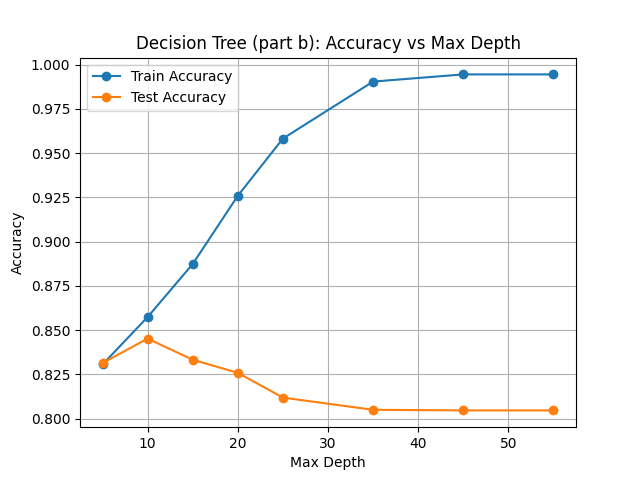 Decision Tree (part b): Accuracy vs Max Depth
Train Accuracy
Test Accuracy
1.000
0.975
0.950
0.925
0.900
0.875
0.850
0.825
0.800
Accuracy
10
20
30
40
50
Max Depth